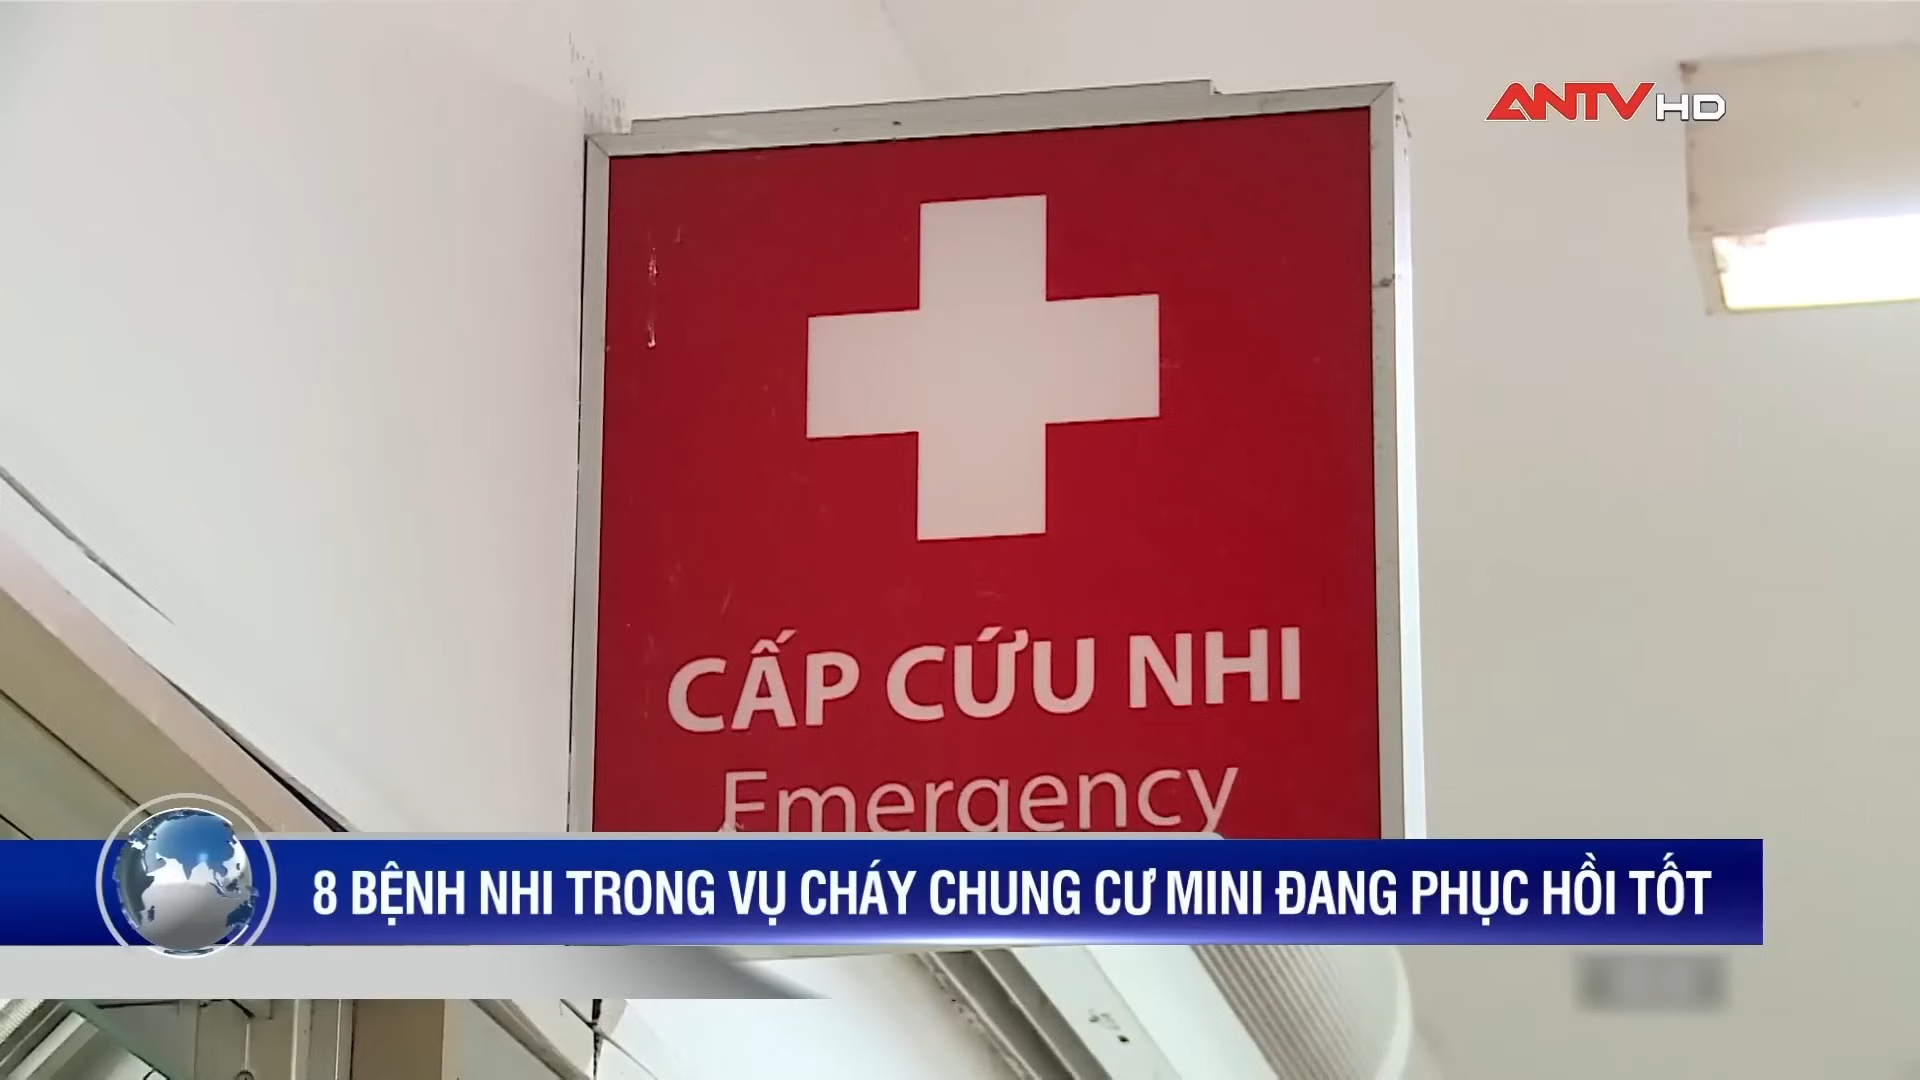 ANTV HD
CẤP CỨU NHI
Emergency
8 BỆNH NHI TRONG VỤ CHÁY CHUNG CƯ MINI ĐANG PHỤC HỒI TỐT